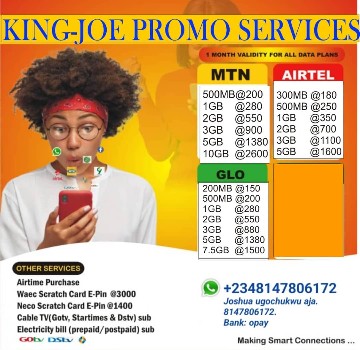 KING-JOE PROMO SERVICES
1 MONTH VALIDITY FOR ALL DATA PLANS
MTN
500MB @200
1GB @280
2GB @550
3GB @900
5GB @1380
10GB @2600
AIRTEL
300MB @180
500MB @250
1GB @350
2GB @700
3GB @1100
5GB @1600
GLO
200MB @150
500MB @200
1GB @280
2GB @550
3GB @880
5GB @1380
7.5GB @1500
OTHER SERVICES
Airtime Purchase
Waec Scratch Card E-Pin @3000
Neco Scratch Card E-Pin @1400
Cable TV(Gotv, Startimes & Dstv) sub
Electricity bill (prepaid/postpaid) sub
GOtv DStv
+2348147806172
Joshua ugochukwu aja.
8147806172.
Bank: opay
Making Smart Connections ...